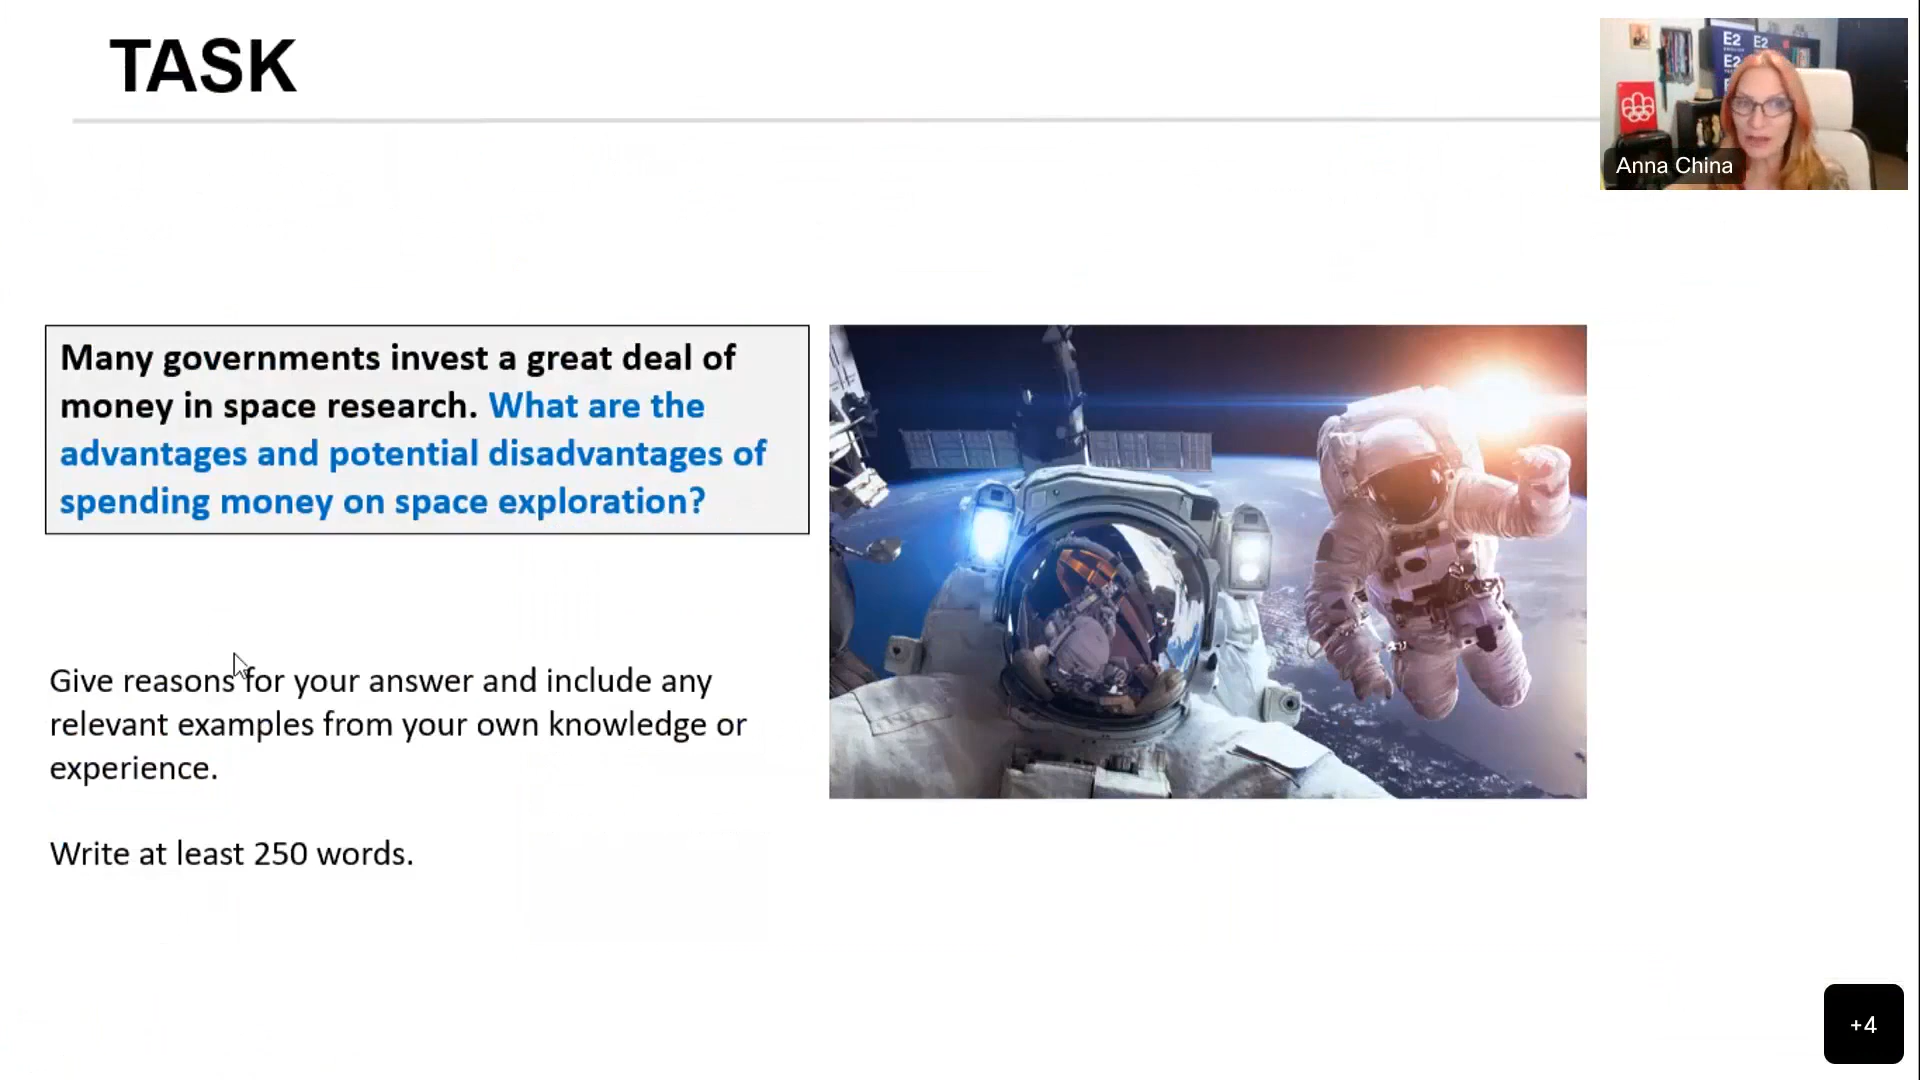 TASK
E2 E2
E2
Anna China
Many governments invest a great deal of
money in space research. What are the
advantages and potential disadvantages of
spending money on space exploration?
Give reasons for your answer and include any
relevant examples from your own knowledge or
experience.
Write at least 250 words.
+4